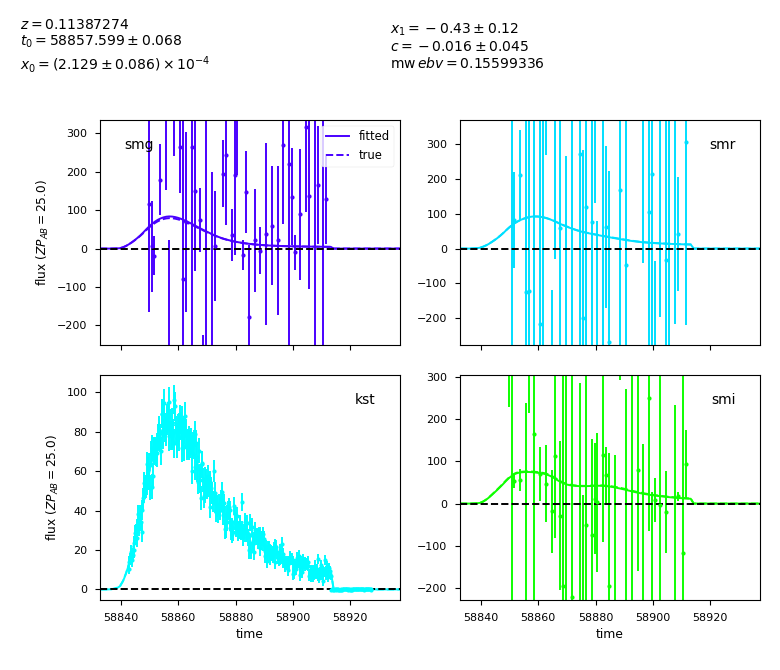 z = 0.11387274
t₀ = 58857.599 ± 0.068
x₀ = (2.129 ± 0.086) × 10⁻⁴
x₁ = −0.43 ± 0.12
c = −0.016 ± 0.045
mw ebv = 0.15599336
smg
fitted
true
300
200
100
0
−100
−200
flux (ZP_AB = 25.0)
smr
300
200
100
0
−100
−200
kst
100
80
60
40
20
0
flux (ZP_AB = 25.0)
58840 58860 58880 58900 58920
time
smi
300
200
100
0
−100
−200
58840 58860 58880 58900 58920
time